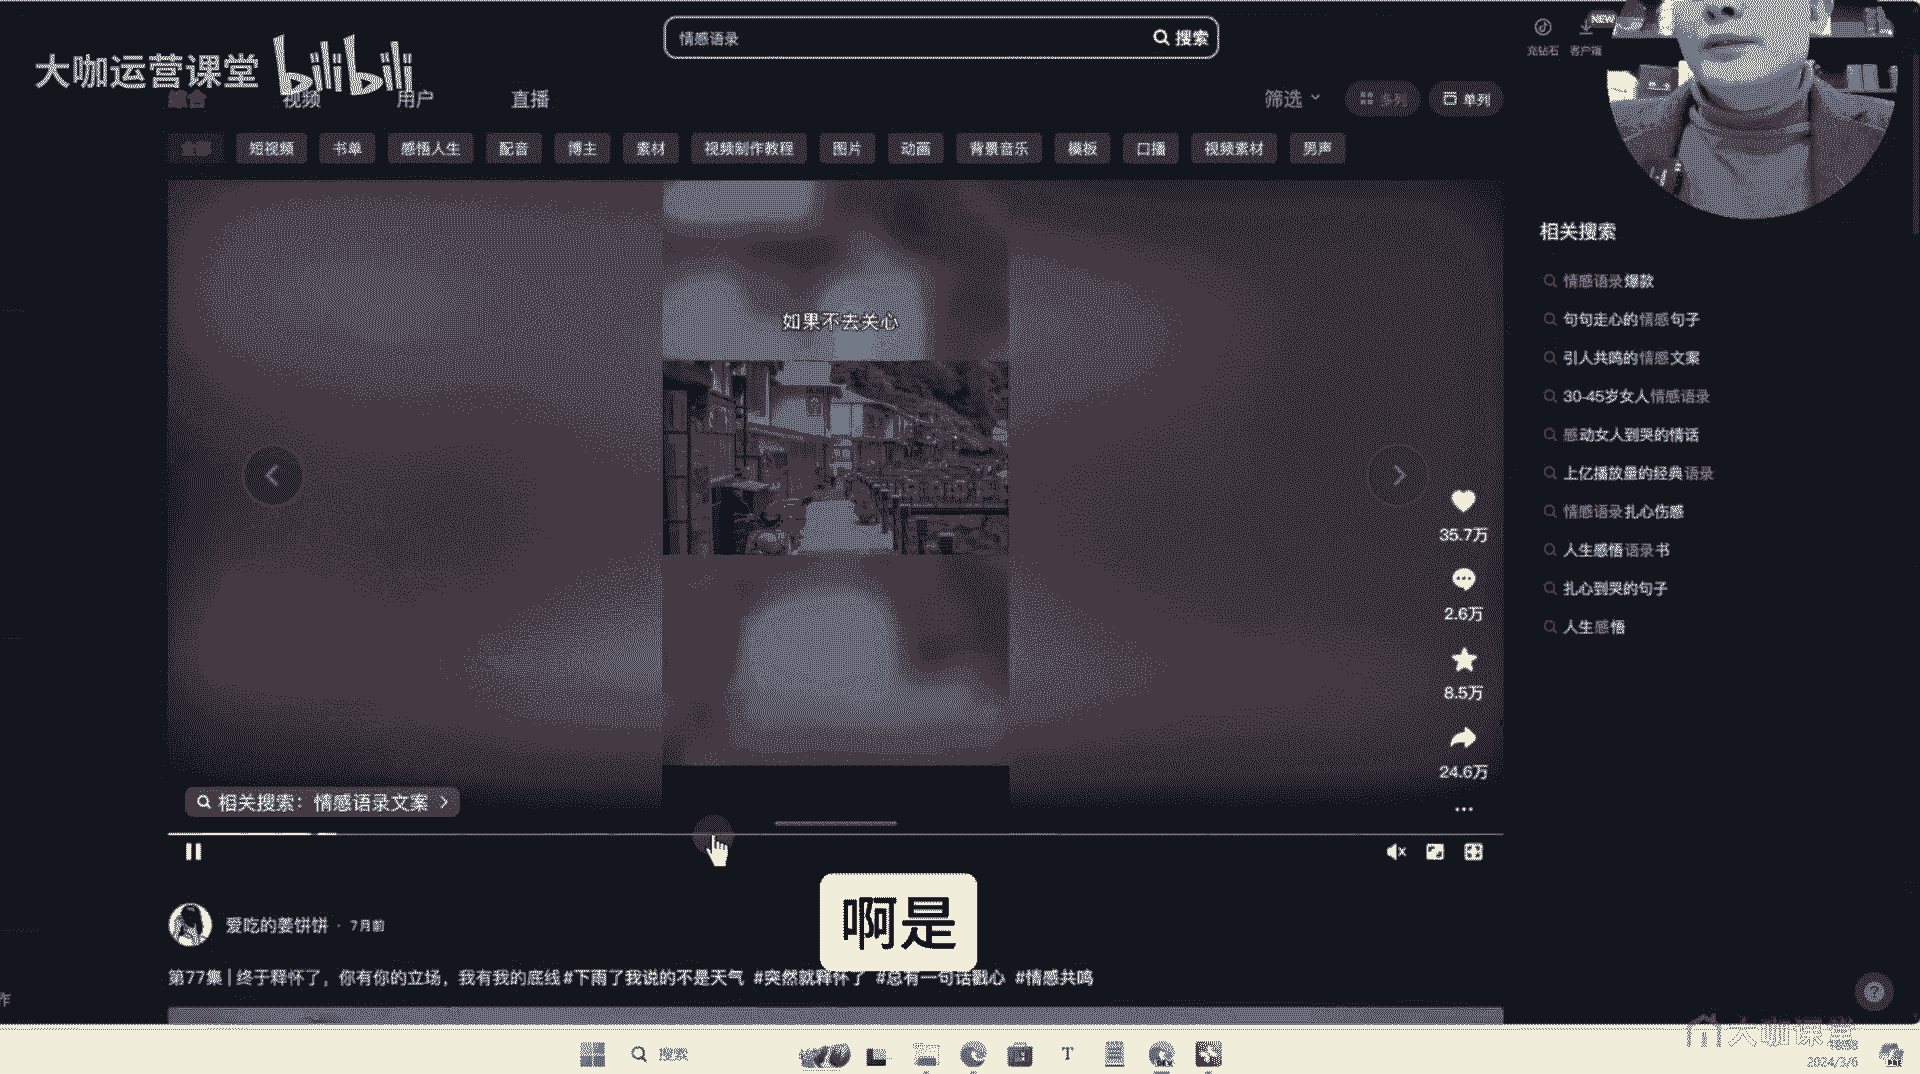 情感语录
搜索
充钻石
客户端
NEW
大咖运营课堂
bilibili
综合
视频
用户
直播
筛选
多列
单列
短视频
书单
感悟人生
配音
博主
素材
视频制作教程
图片
动画
背景音乐
模板
口播
视频素材
男声
如果不去关心
相关搜索
情感语录爆款
句句走心的情感句子
引人共鸣的情感文案
30-45岁女人情感语录
感动女人到哭的情话
上亿播放量的经典语录
情感语录扎心伤感
人生感悟语录书
扎心到哭的句子
人生感悟
35.7万
2.6万
8.5万
24.6万
相关搜索：情感语录文案
啊是
爱吃的姜饼饼 · 7月前
第77集 | 终于释怀了，你有你的立场，我有我的底线#下雨了我说的不是天气 #突然就释怀了 #总有一句话戳心 #情感共鸣
作
大咖课堂
搜索
2024/3/6